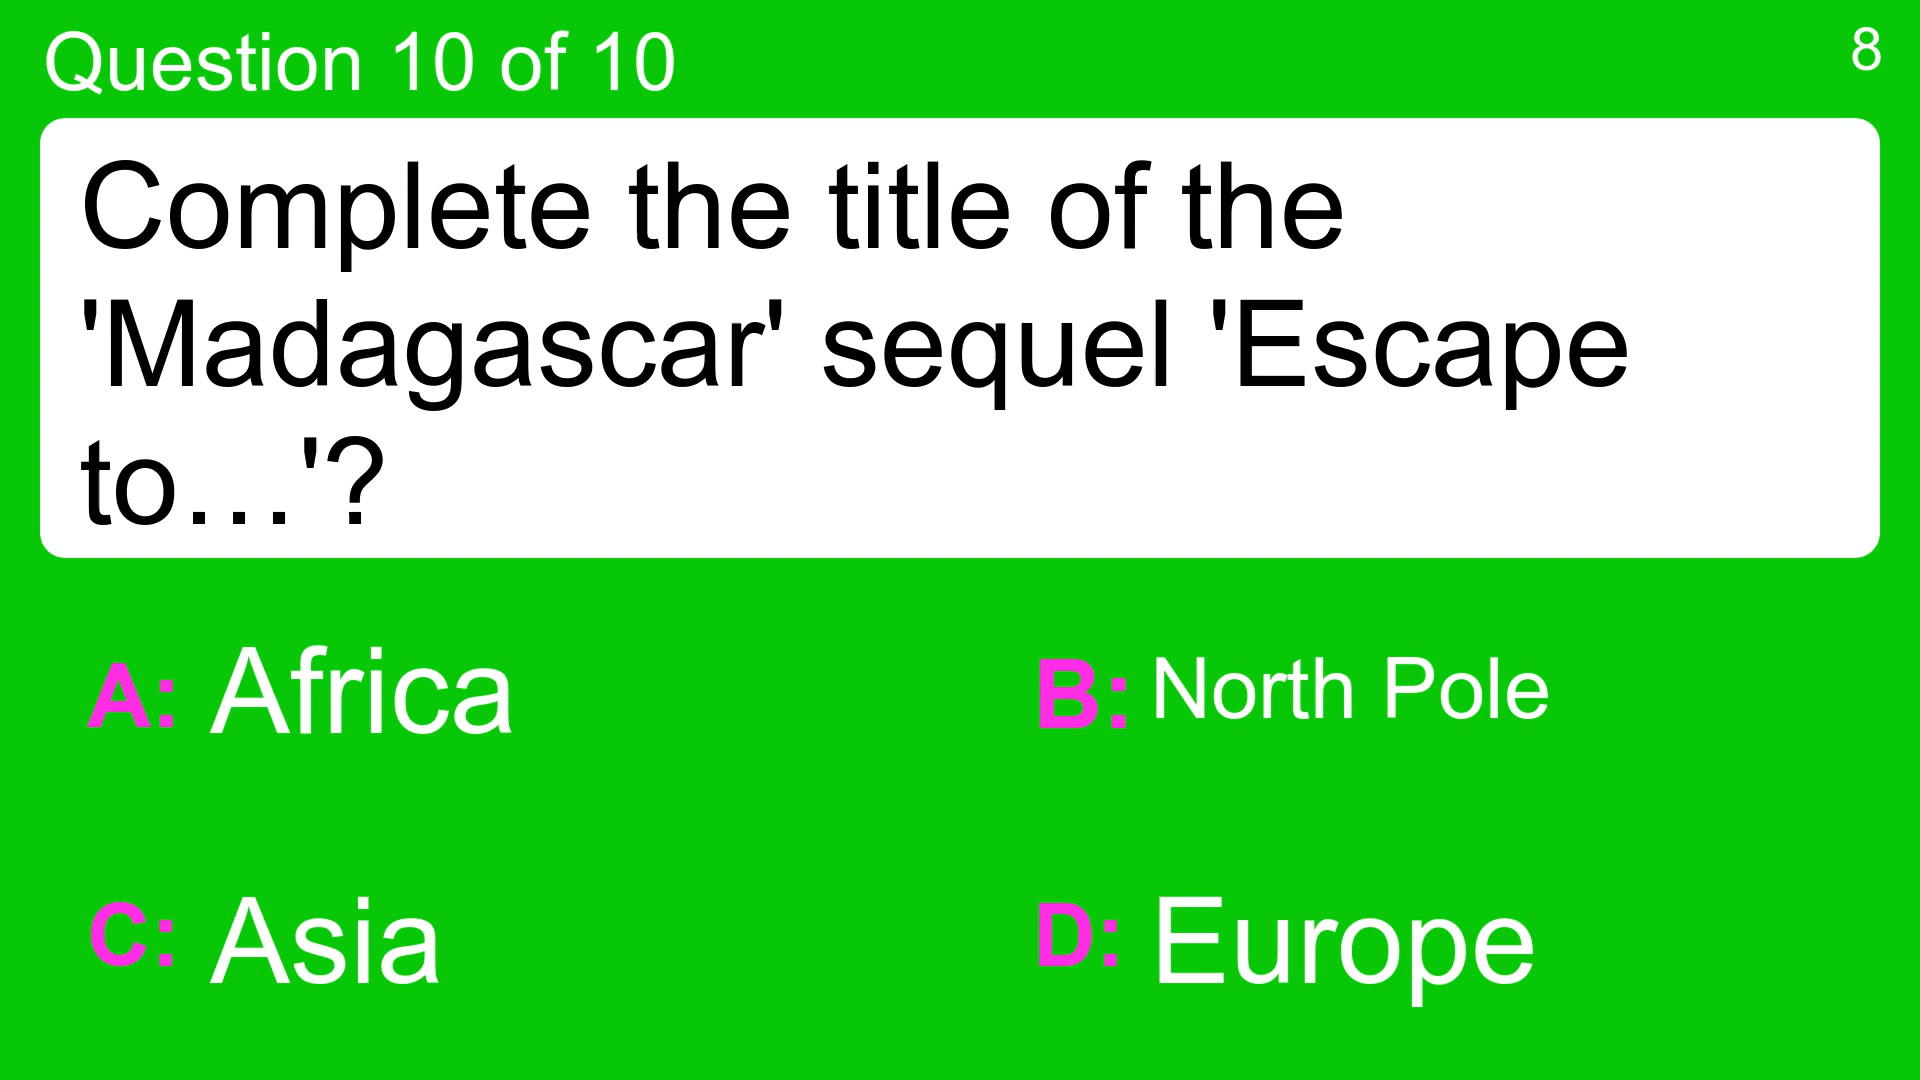 Question 10 of 10
8
Complete the title of the
'Madagascar' sequel 'Escape
to…'?
A: Africa
B: North Pole
C: Asia
D: Europe